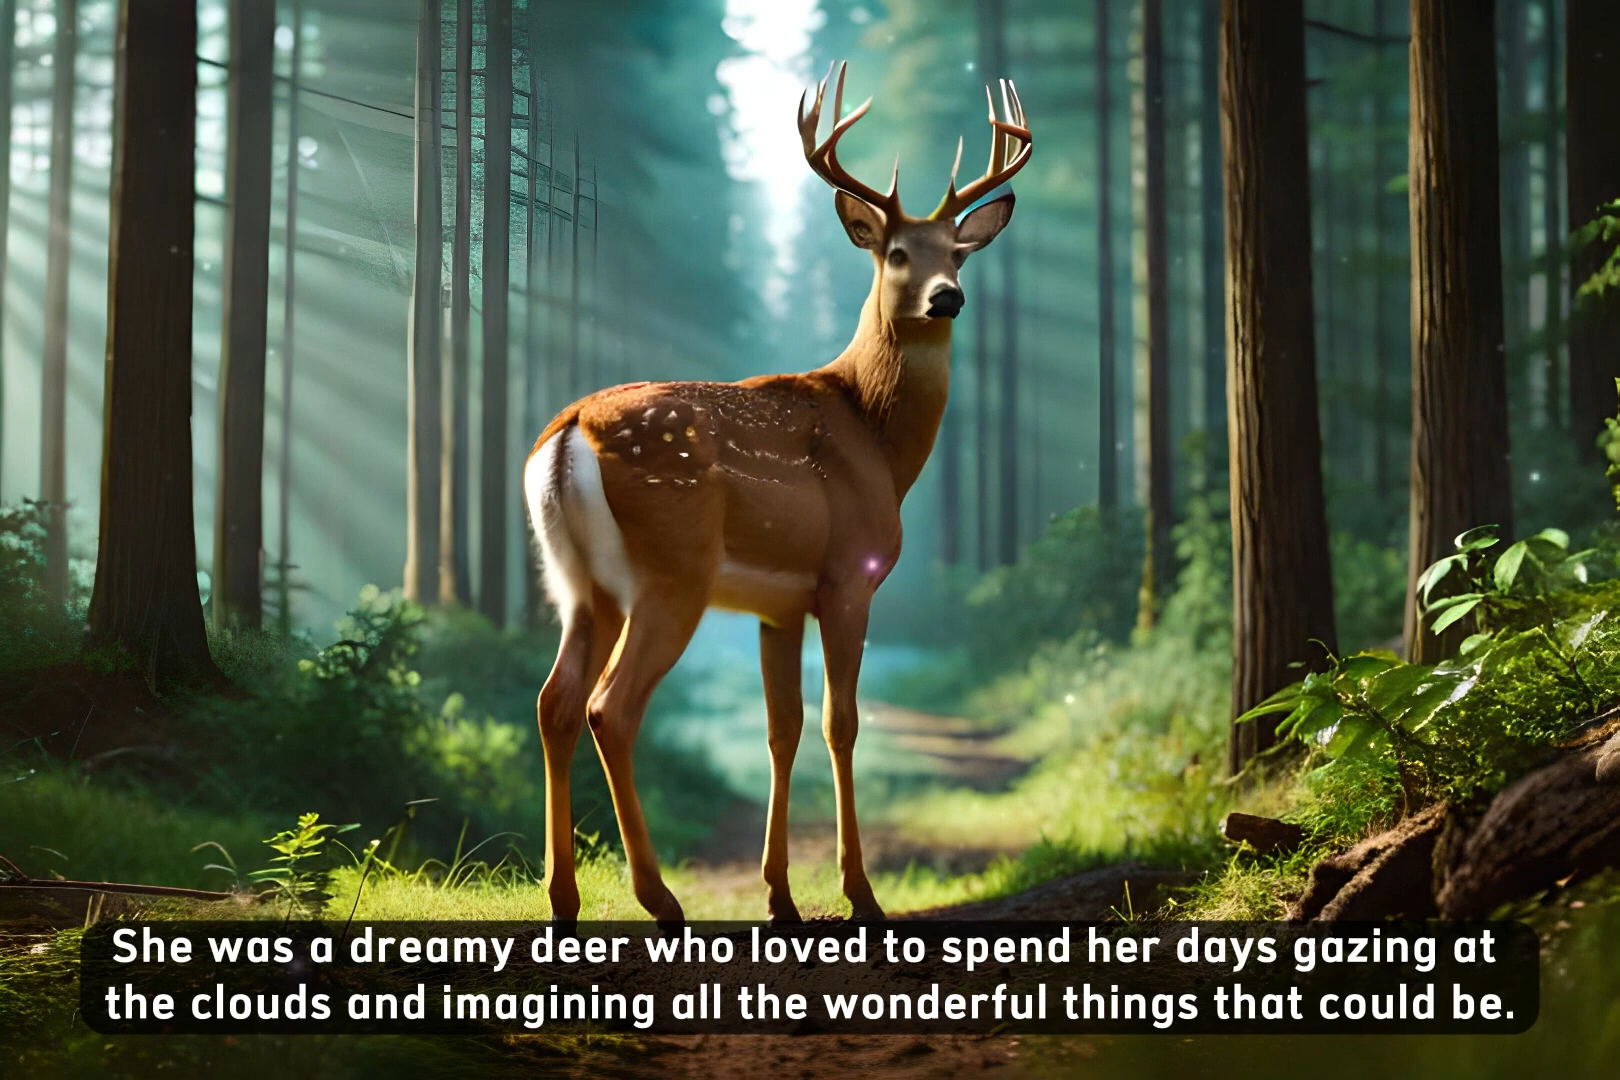 She was a dreamy deer who loved to spend her days gazing at
the clouds and imagining all the wonderful things that could be.